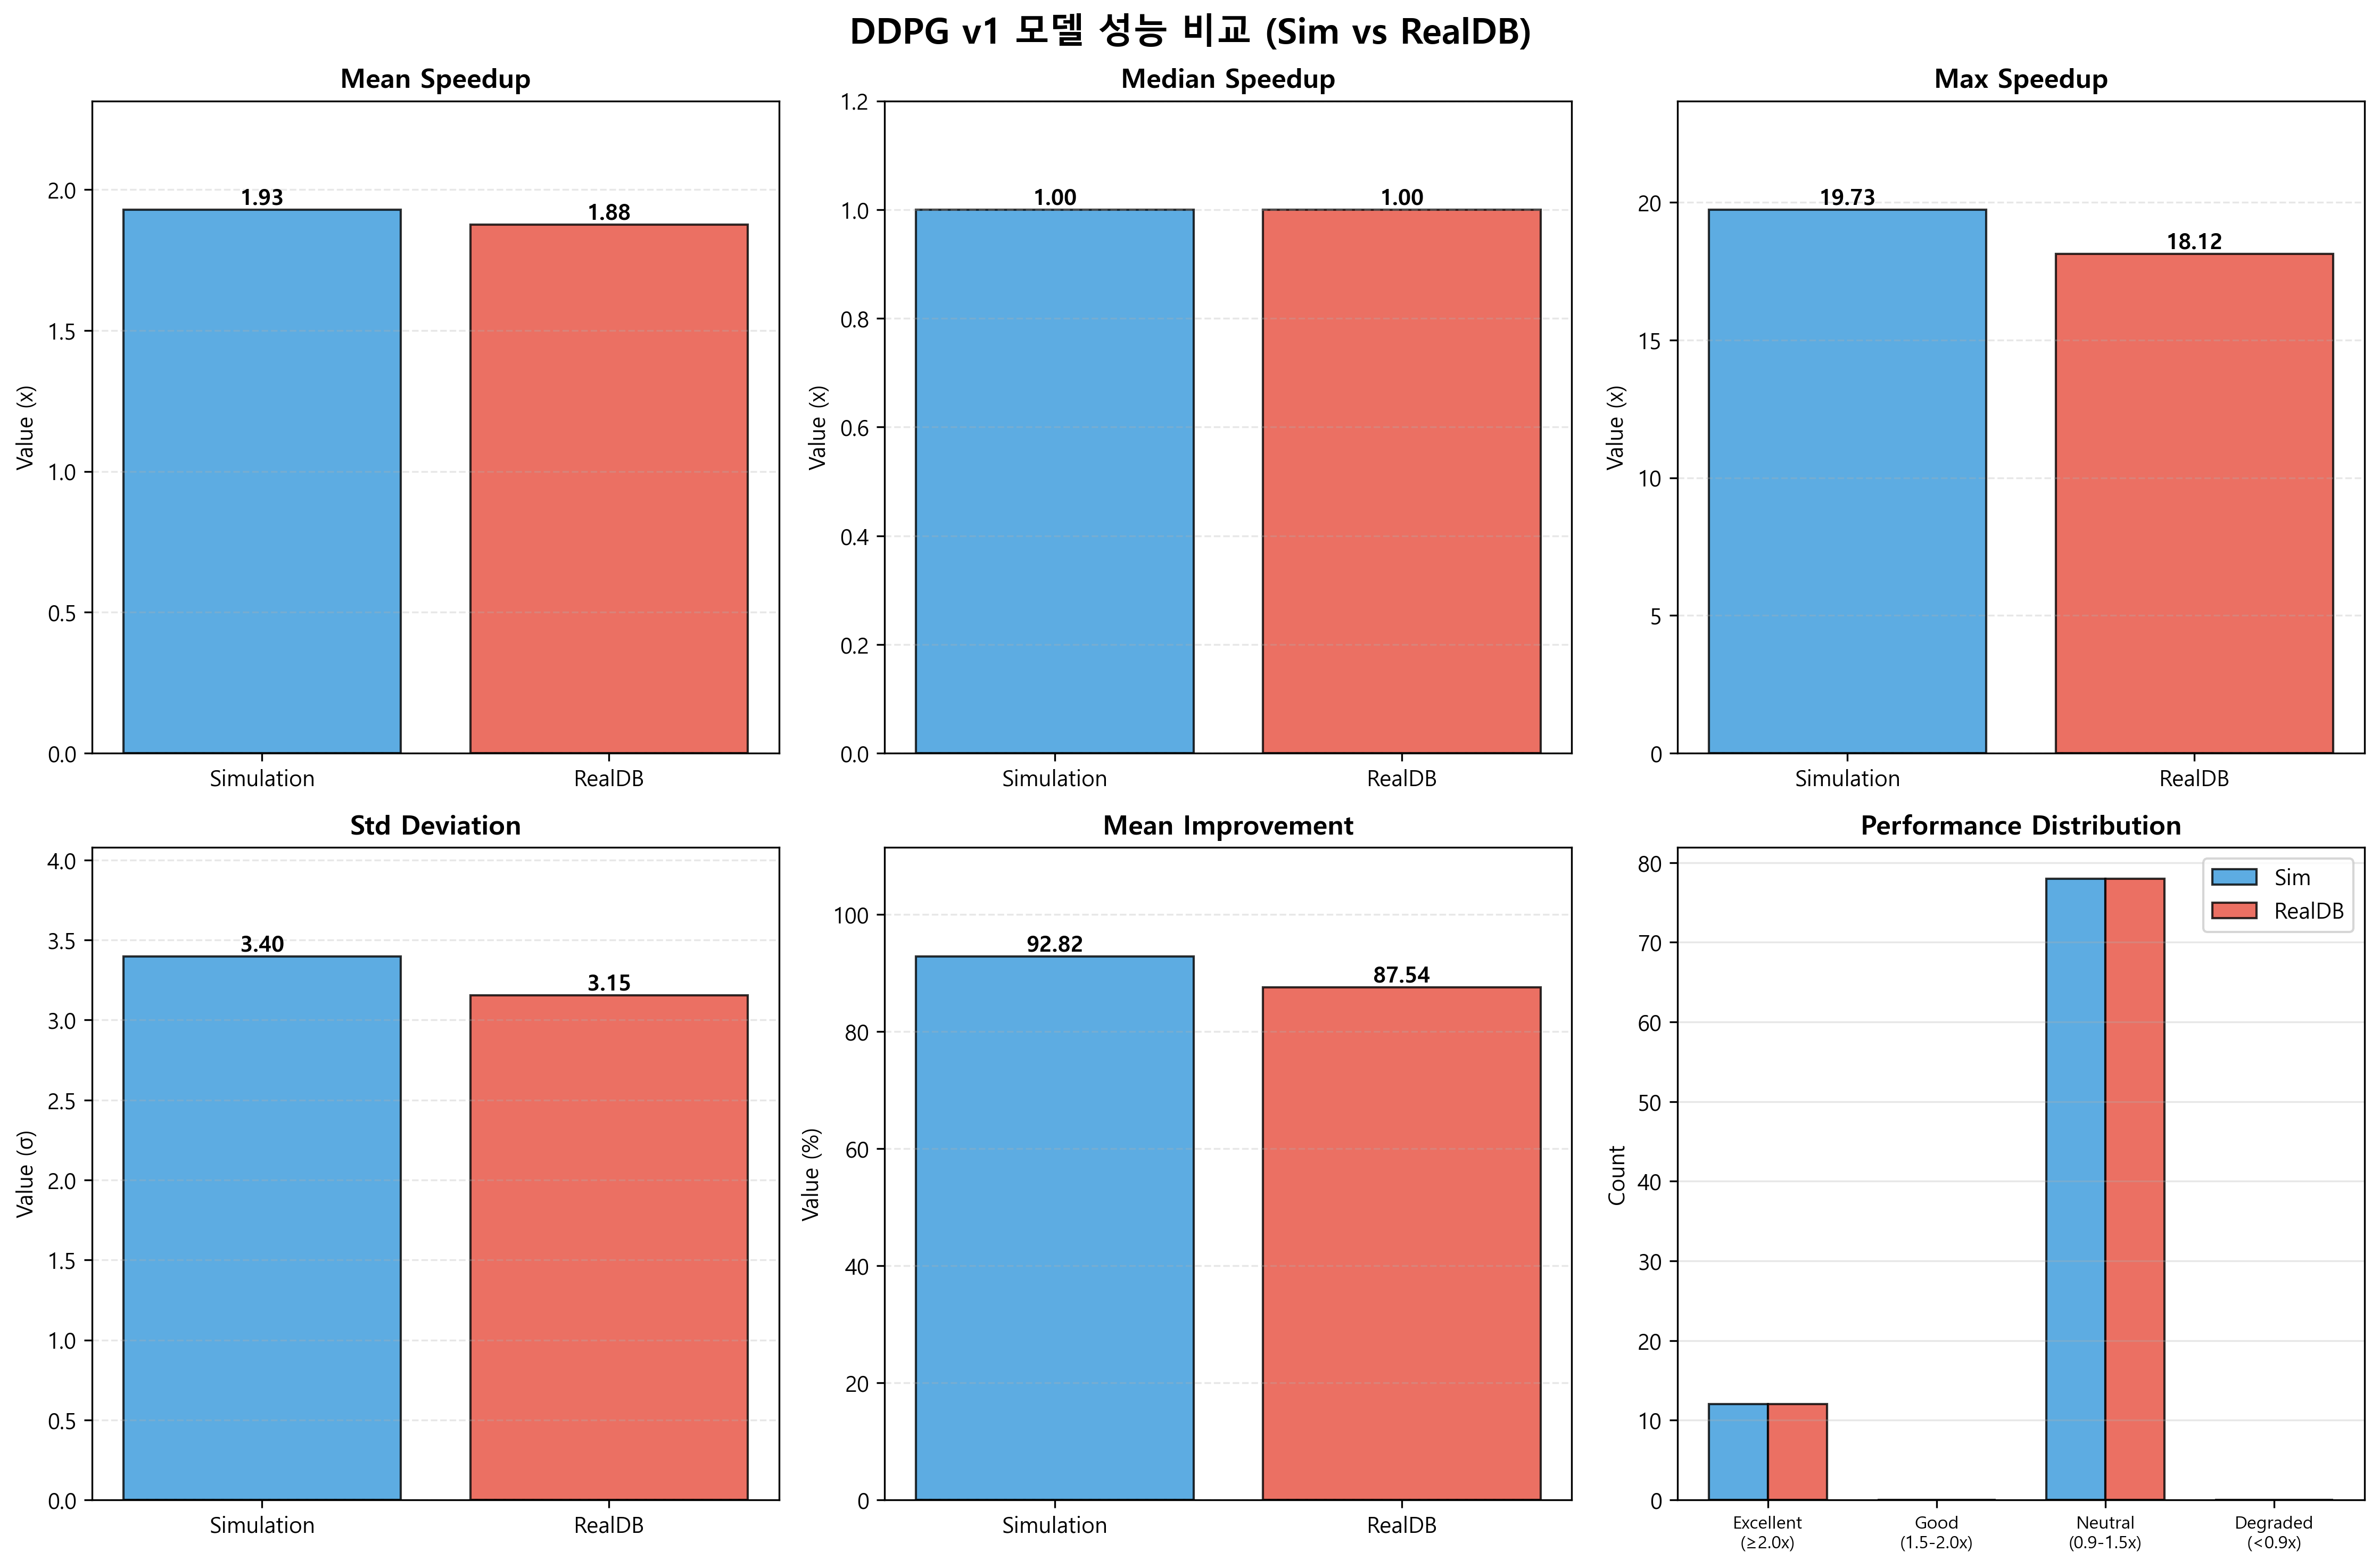 DDPG v1 모델 성능 비교 (Sim vs RealDB)
Mean Speedup
Value (x)
2.0
1.5
1.0
0.5
0.0
1.93
1.88
Simulation
RealDB
Median Speedup
Value (x)
1.2
1.0
0.8
0.6
0.4
0.2
0.0
1.00
1.00
Simulation
RealDB
Max Speedup
Value (x)
20
15
10
5
0
19.73
18.12
Simulation
RealDB
Std Deviation
Value (σ)
4.0
3.5
3.0
2.5
2.0
1.5
1.0
0.5
0.0
3.40
3.15
Simulation
RealDB
Mean Improvement
Value (%)
100
80
60
40
20
0
92.82
87.54
Simulation
RealDB
Performance Distribution
Count
80
70
60
50
40
30
20
10
0
Sim
RealDB
Excellent
(≥2.0x)
Good
(1.5-2.0x)
Neutral
(0.9-1.5x)
Degraded
(<0.9x)